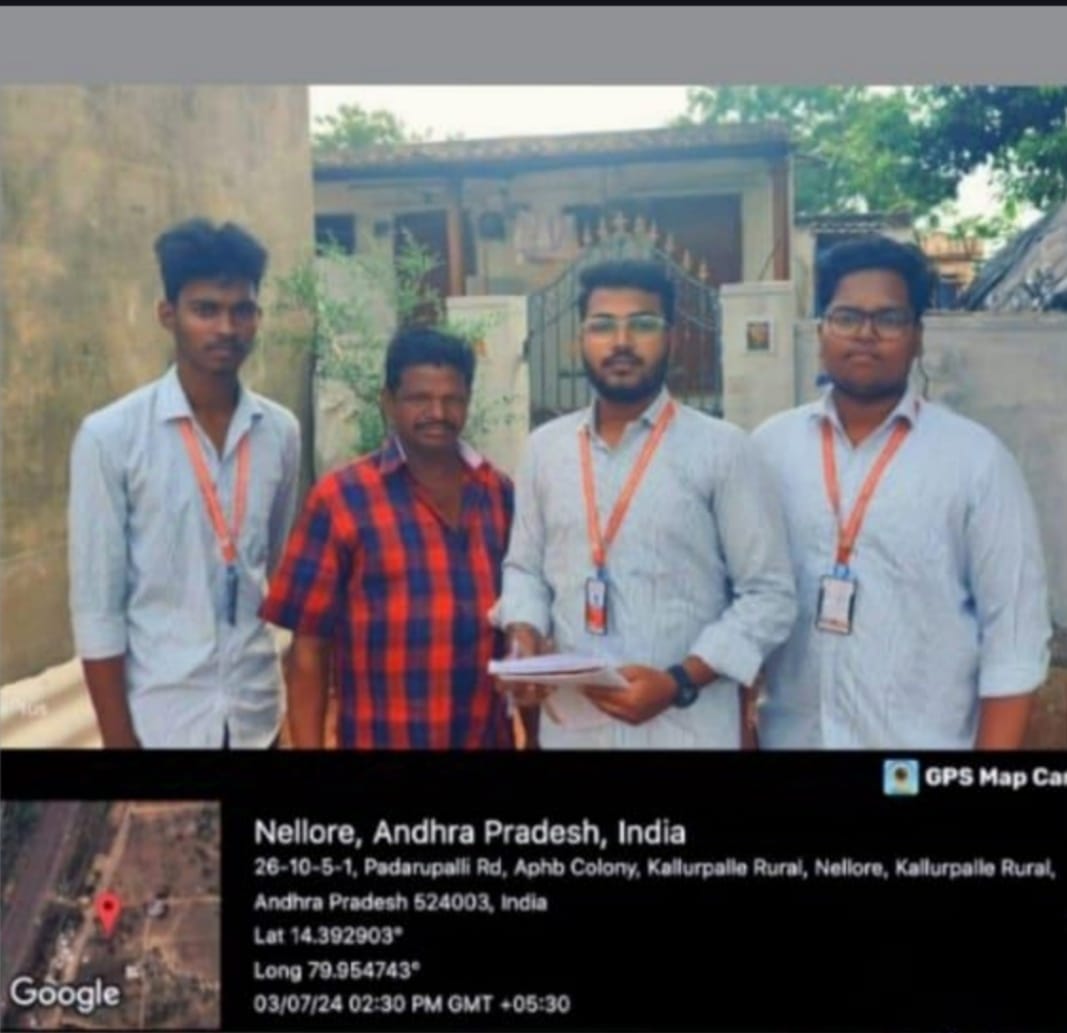 GPS Map Ca
Nellore, Andhra Pradesh, India
26-10-5-1, Padarupalli Rd, Aphb Colony, Kallurpalle Rural, Nellore, Kallurpalle Rural,
Andhra Pradesh 524003, India
Lat 14.392903°
Long 79.954743°
03/07/24 02:30 PM GMT +05:30
Google